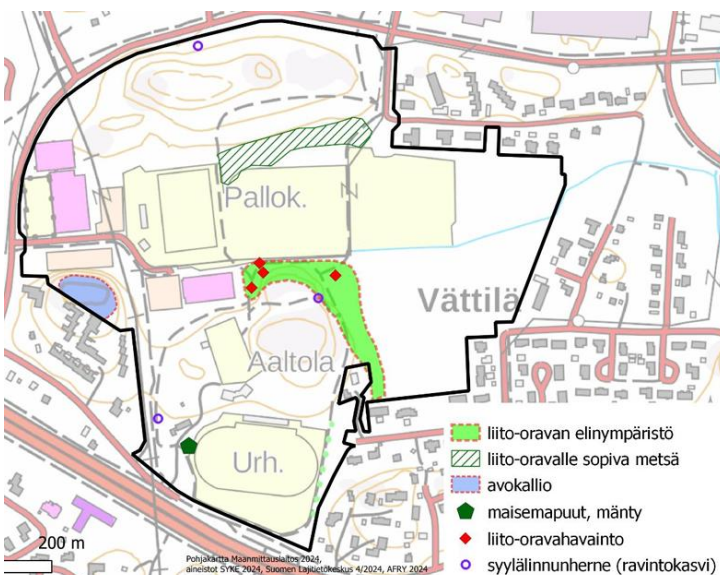 Pallok.
Vättilä
Aaltola
Urh.
liito-oravan elinympäristö
liito-oravalle sopiva metsä
avokallio
maisemapuut, mänty
liito-oravahavainto
syylälinnunherne (ravintokasvi)
200 m
Pohjakartta Maanmittauslaitos 2024,
aineistot SYKE 2024, Suomen Lajitietokeskus 4/2024, AFRY 2024